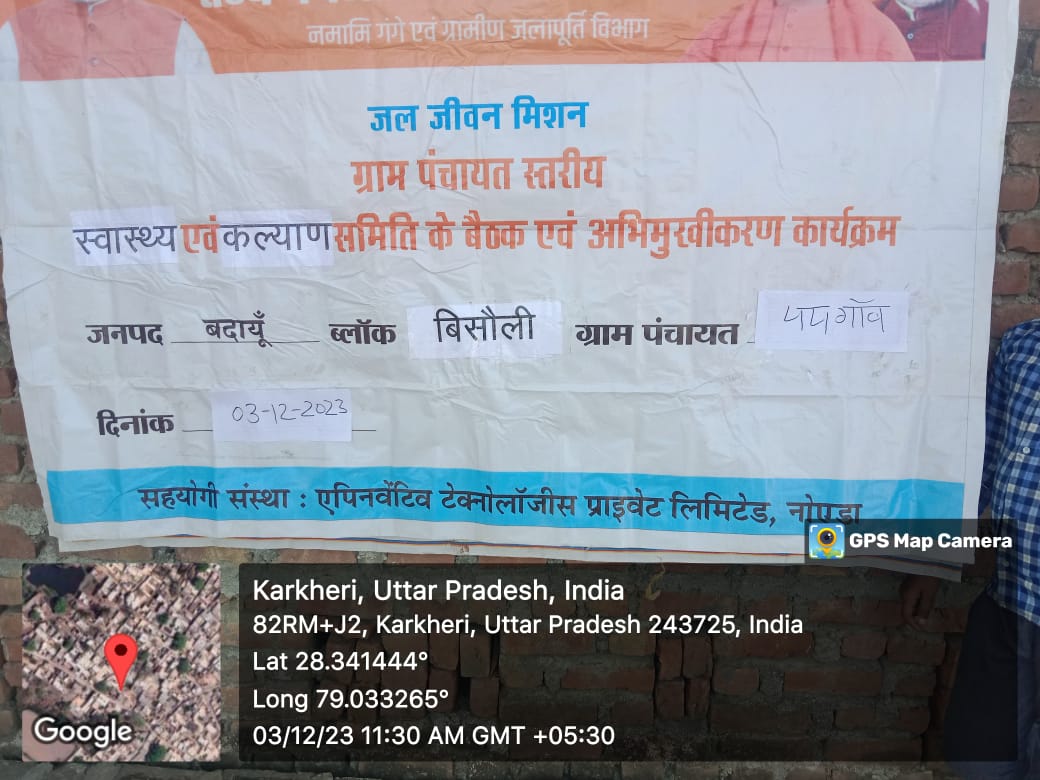 नमामि गंगे एवं ग्रामीण जलापूर्ति विभाग
जल जीवन मिशन
ग्राम पंचायत स्तरीय
स्वास्थ्य एवं कल्याण समिति के बैठक एवं अभिमुखीकरण कार्यक्रम
जनपद बदायूँ ब्लॉक बिसौली ग्राम पंचायत पपगाँव
दिनांक 03-12-2023
सहयोगी संस्था : एपिनवेंटिव टेक्नोलॉजीस प्राइवेट लिमिटेड, नोएडा
GPS Map Camera
Karkheri, Uttar Pradesh, India
82RM+J2, Karkheri, Uttar Pradesh 243725, India
Lat 28.341444°
Long 79.033265°
03/12/23 11:30 AM GMT +05:30
Google